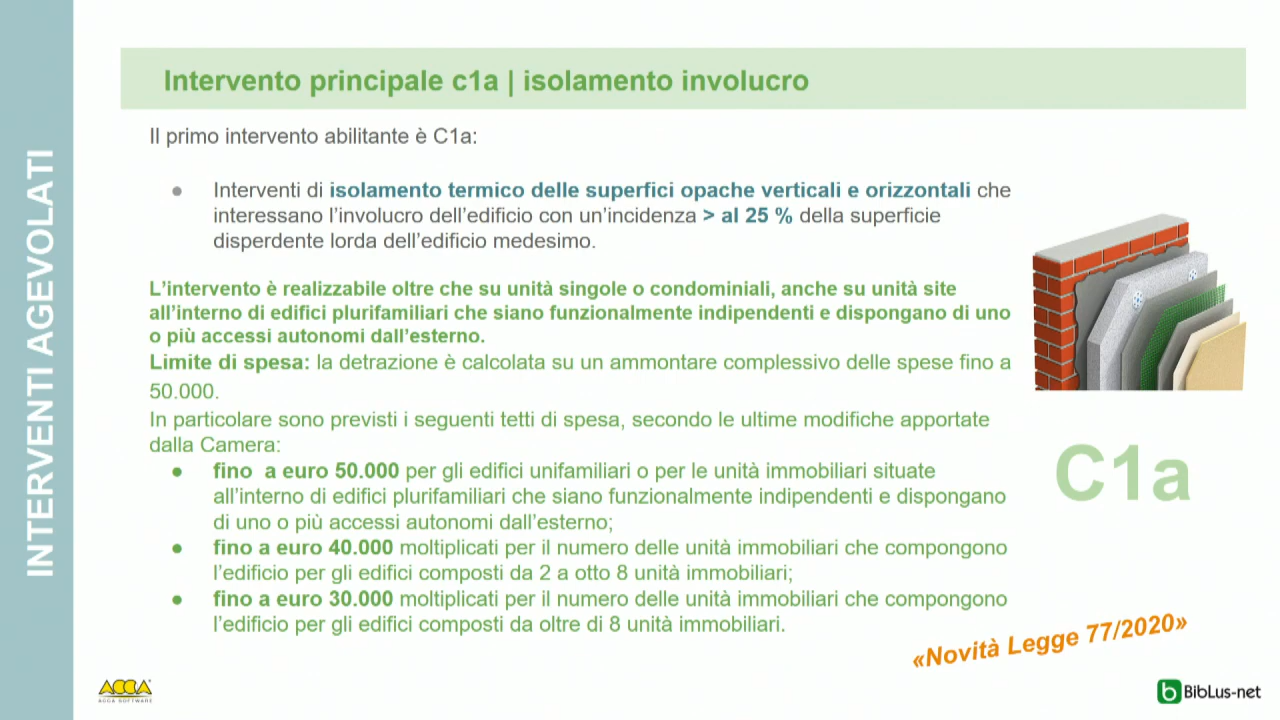 INTERVENTI AGEVOLATI
Intervento principale c1a | isolamento involucro
Il primo intervento abilitante è C1a:
● Interventi di isolamento termico delle superfici opache verticali e orizzontali che
interessano l'involucro dell'edificio con un'incidenza > al 25 % della superficie
disperdente lorda dell'edificio medesimo.
L'intervento è realizzabile oltre che su unità singole o condominiali, anche su unità site
all'interno di edifici plurifamiliari che siano funzionalmente indipendenti e dispongano di uno
o più accessi autonomi dall'esterno.
Limite di spesa: la detrazione è calcolata su un ammontare complessivo delle spese fino a
50.000.
In particolare sono previsti i seguenti tetti di spesa, secondo le ultime modifiche apportate
dalla Camera:
● fino a euro 50.000 per gli edifici unifamiliari o per le unità immobiliari situate
all'interno di edifici plurifamiliari che siano funzionalmente indipendenti e dispongano
di uno o più accessi autonomi dall'esterno;
● fino a euro 40.000 moltiplicati per il numero delle unità immobiliari che compongono
l'edificio per gli edifici composti da 2 a otto 8 unità immobiliari;
● fino a euro 30.000 moltiplicati per il numero delle unità immobiliari che compongono
l'edificio per gli edifici composti da oltre di 8 unità immobiliari.
C1a
«Novità Legge 77/2020»
ACCA
ACCA SOFTWARE
b BibLus-net